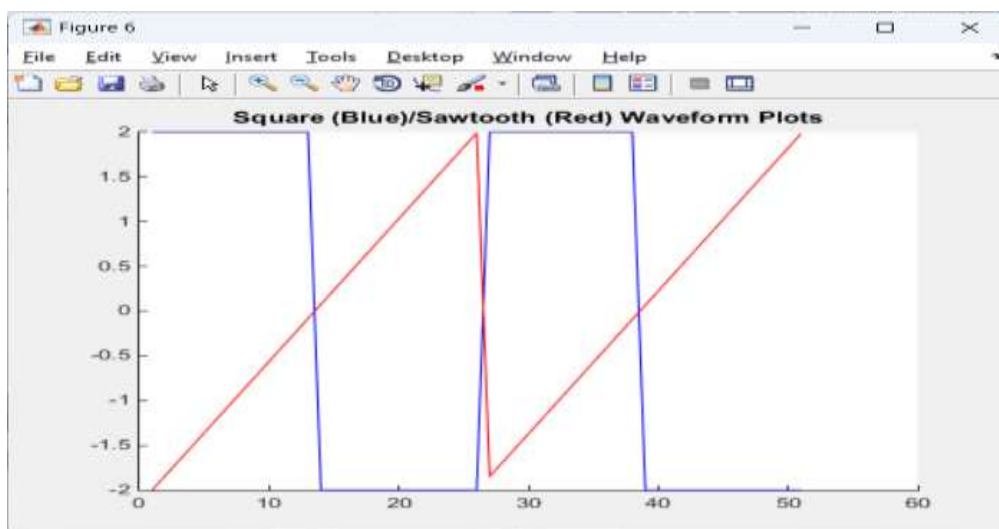 Figure 6
File Edit View Insert Tools Desktop Window Help
Square (Blue)/Sawtooth (Red) Waveform Plots
2
1.5
1
0.5
0
-0.5
-1
-1.5
-2
0 10 20 30 40 50 60